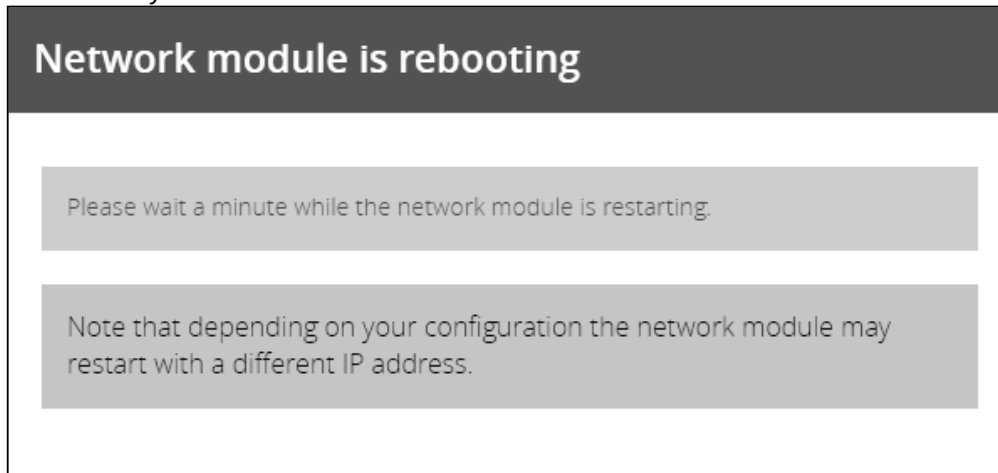 Network module is rebooting
Please wait a minute while the network module is restarting.
Note that depending on your configuration the network module may
restart with a different IP address.